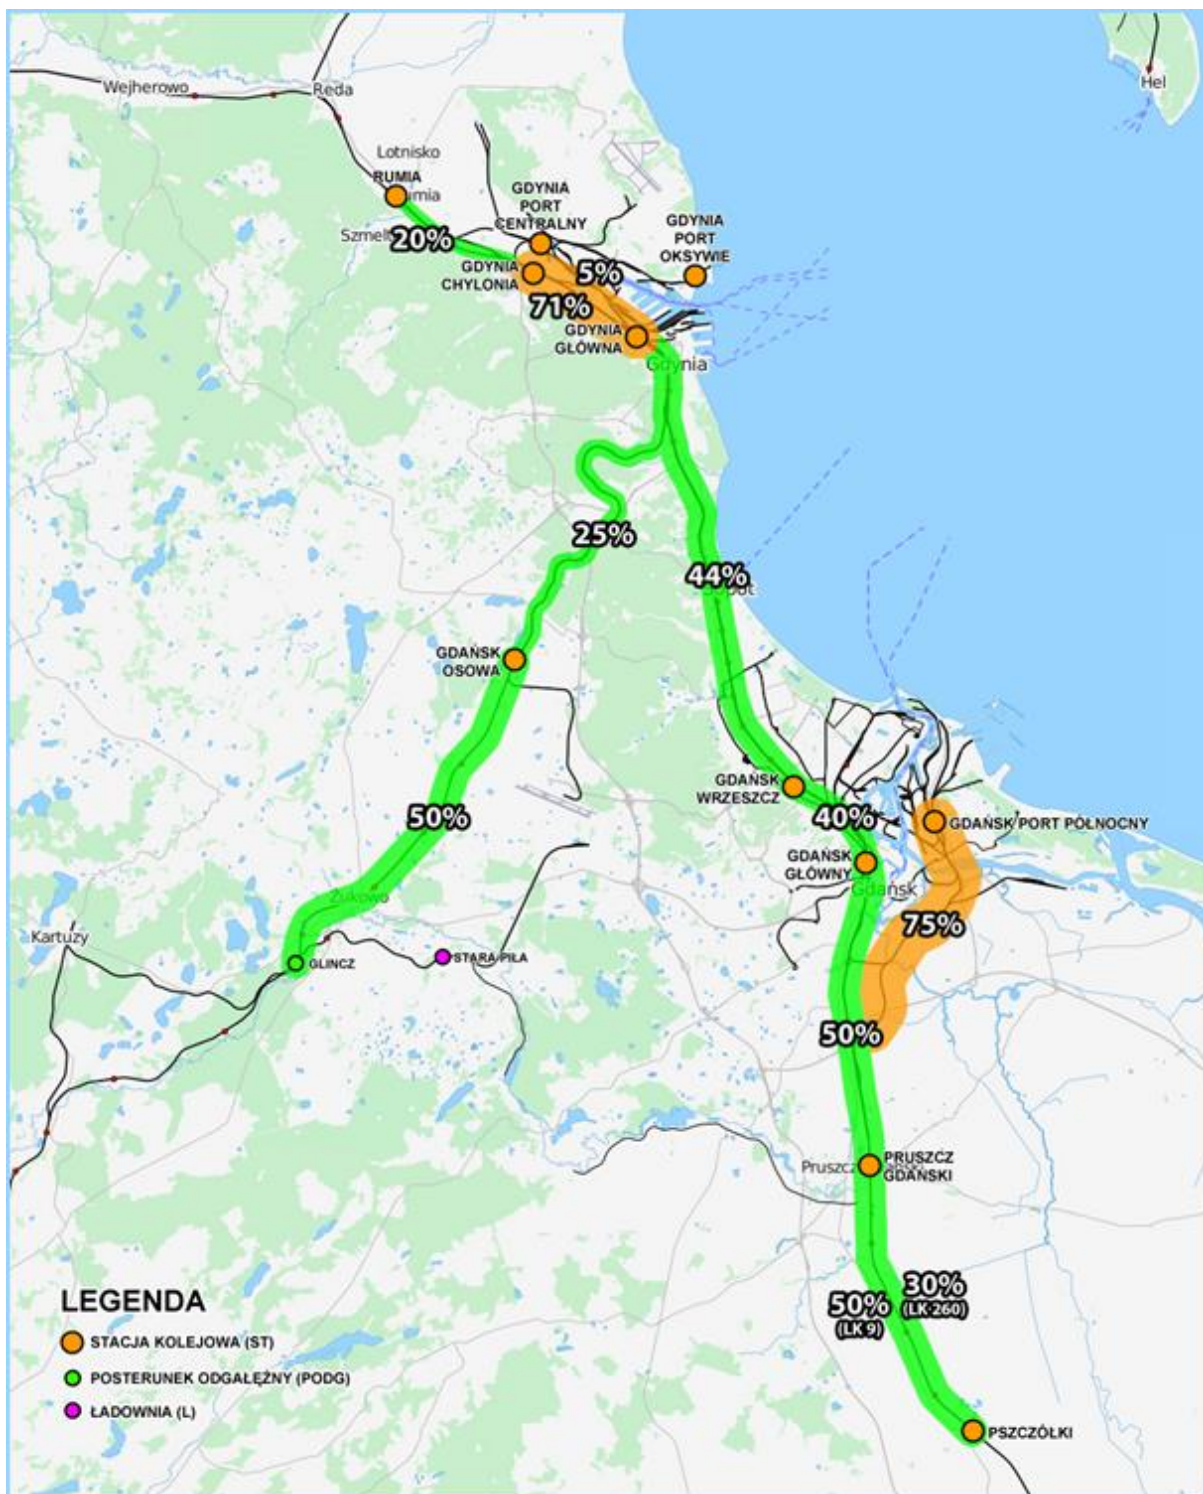 Hel
Wejherowo
Reda
Lotnisko
RUMIA
GDYNIA
PORT
CENTRALNY
GDYNIA
PORT
OKSYWIE
20%
GDYNIA
CHYLONIA
5%
71%
GDYNIA
GŁÓWNA
Gdynia
25%
44%
GDAŃSK
OSOWA
GDAŃSK
WRZESZCZ
50%
40%
GDAŃSK PORT PÓŁNOCNY
GDAŃSK
GŁÓWNY
Gdańsk
Żukowo
75%
Kartuzy
GLINCZ
STARA PIŁA
50%
PRUSZCZ
GDAŃSKI
Pruszcz
30%
(LK 260)
50%
(LK 9)
LEGENDA
STACJA KOLEJOWA (ST)
POSTERUNEK ODGAŁĘŹNY (PODG)
ŁADOWNIA (L)
PSZCZÓŁKI